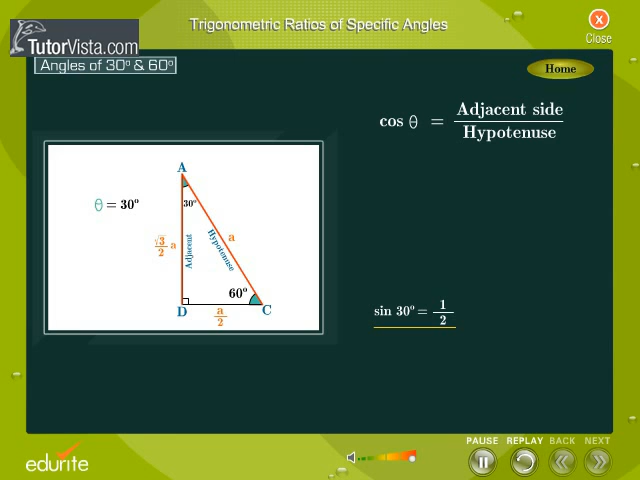 Trigonometric Ratios of Specific Angles
Close
TutorVista.com
Angles of 30° & 60°
Home
cos θ = Adjacent side / Hypotenuse
A
θ = 30°
30°
√3/2 a
Adjacent
Hypotenuse
a
60°
D
a/2
C
sin 30° = 1/2
PAUSE REPLAY BACK NEXT
edurite